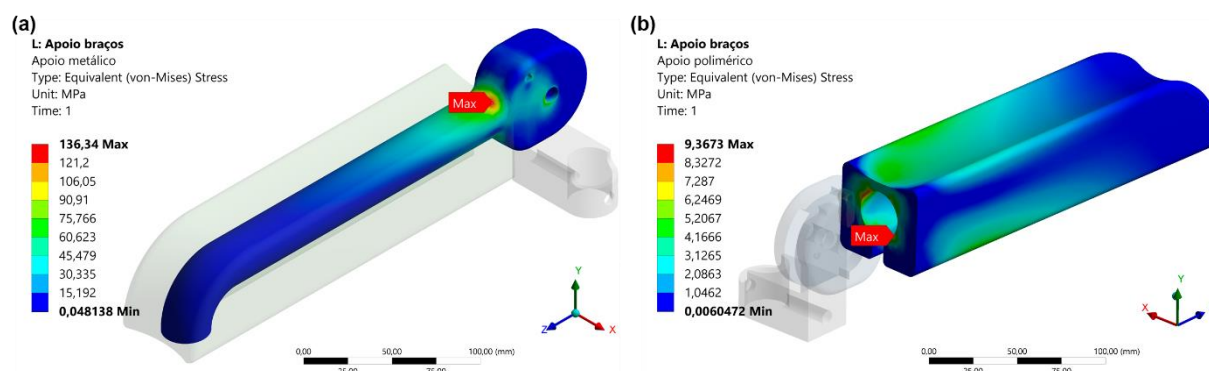 (a)
L: Apoio braços
Apoio metálico
Type: Equivalent (von-Mises) Stress
Unit: MPa
Time: 1
136,34 Max
121,2
106,05
90,91
75,766
60,623
45,479
30,335
15,192
0,048138 Min
Max
Y
Z
X
0,00 50,00 100,00 (mm)
25,00 75,00
(b)
L: Apoio braços
Apoio polimérico
Type: Equivalent (von-Mises) Stress
Unit: MPa
Time: 1
9,3673 Max
8,3272
7,287
6,2469
5,2067
4,1666
3,1265
2,0863
1,0462
0,0060472 Min
Max
Y
X
0,00 50,00 100,00 (mm)
25,00 75,00